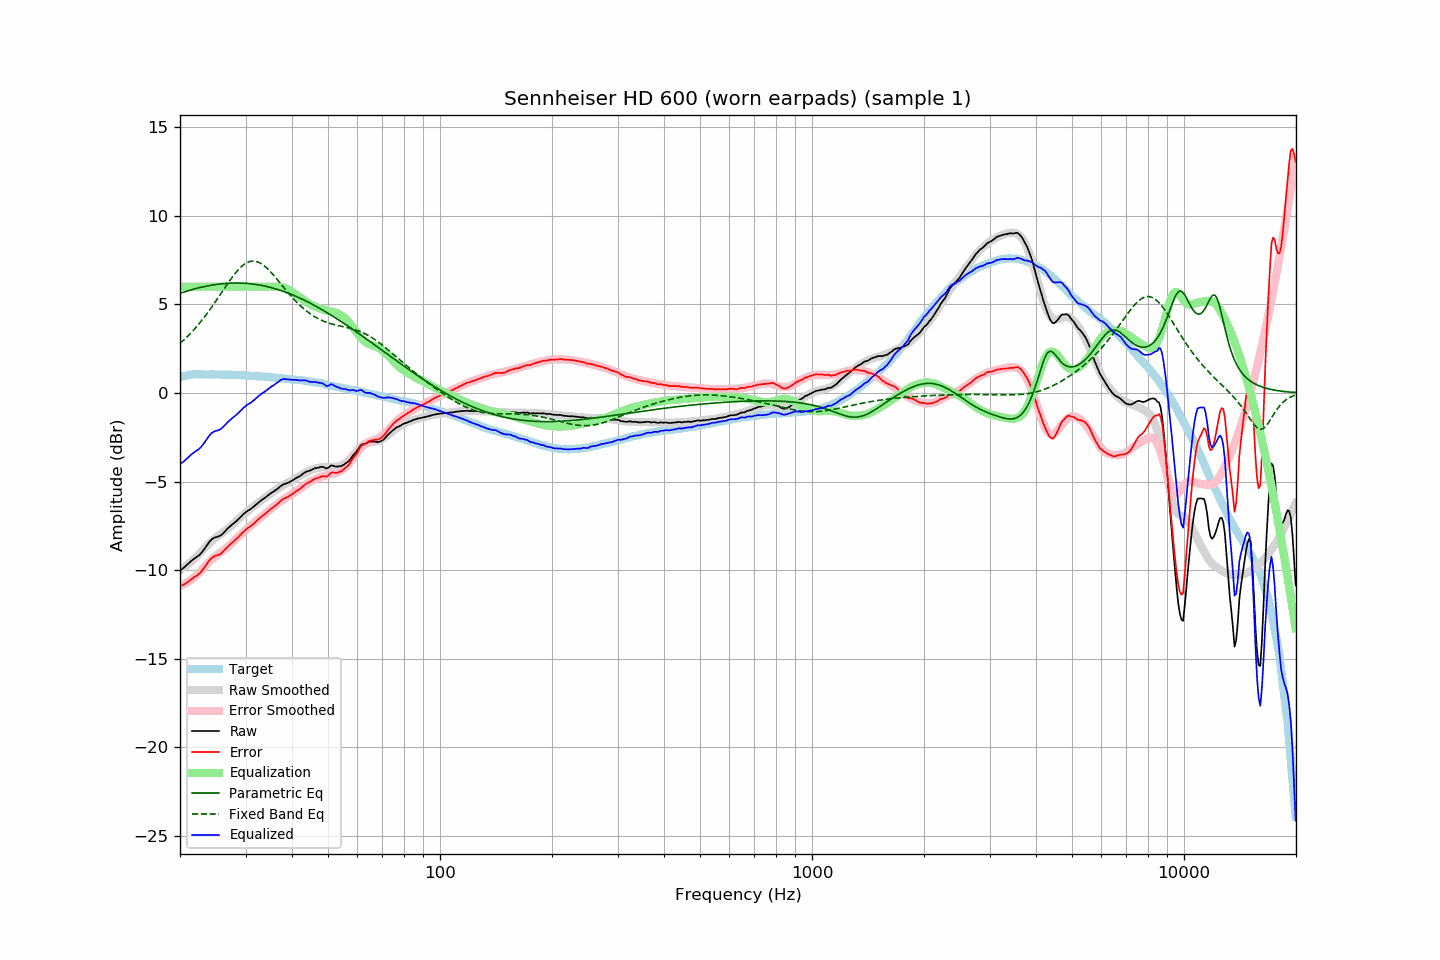 Sennheiser HD 600 (worn earpads) (sample 1)
15
10
5
0
−5
−10
−15
−20
−25
Amplitude (dBr)
Target
Raw Smoothed
Error Smoothed
Raw
Error
Equalization
Parametric Eq
Fixed Band Eq
Equalized
100
1000
10000
Frequency (Hz)